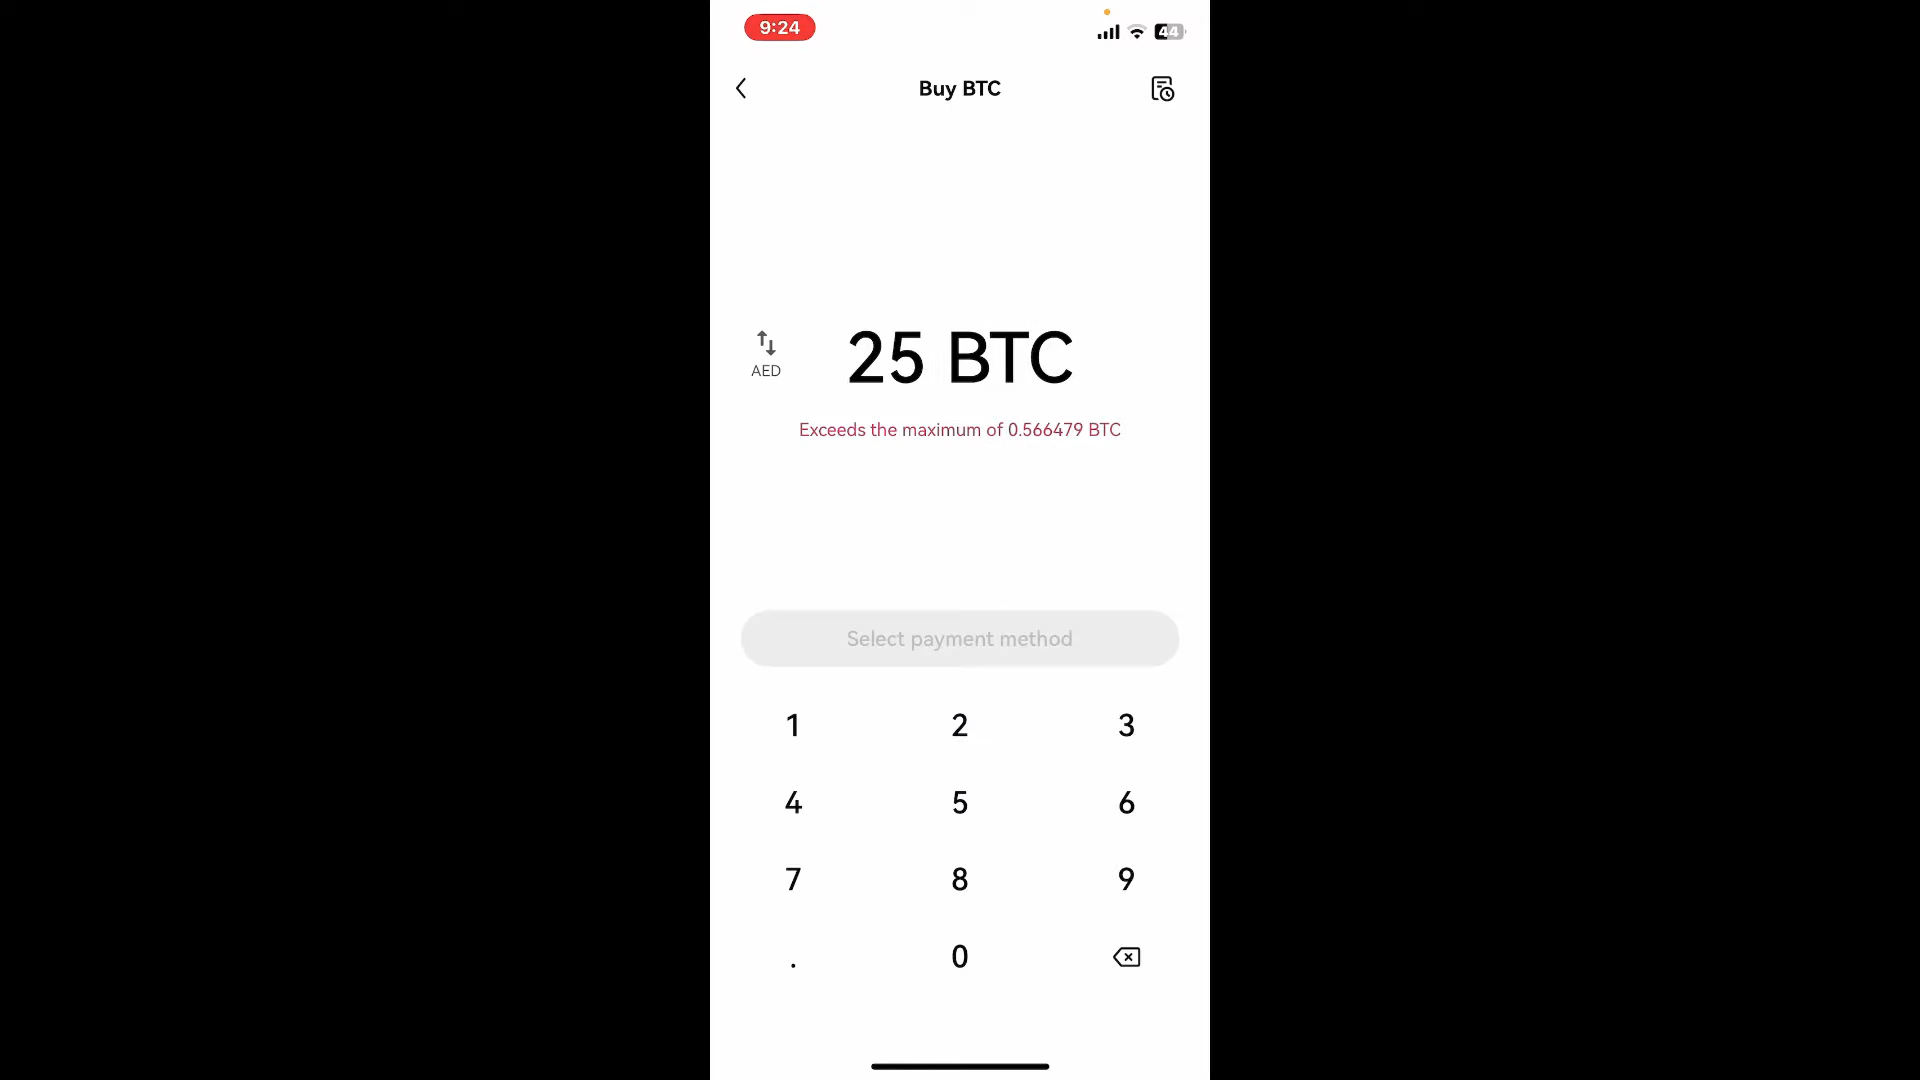 9:24
44
Buy BTC
25 BTC
AED
Exceeds the maximum of 0.566479 BTC
Select payment method
1 2 3
4 5 6
7 8 9
. 0